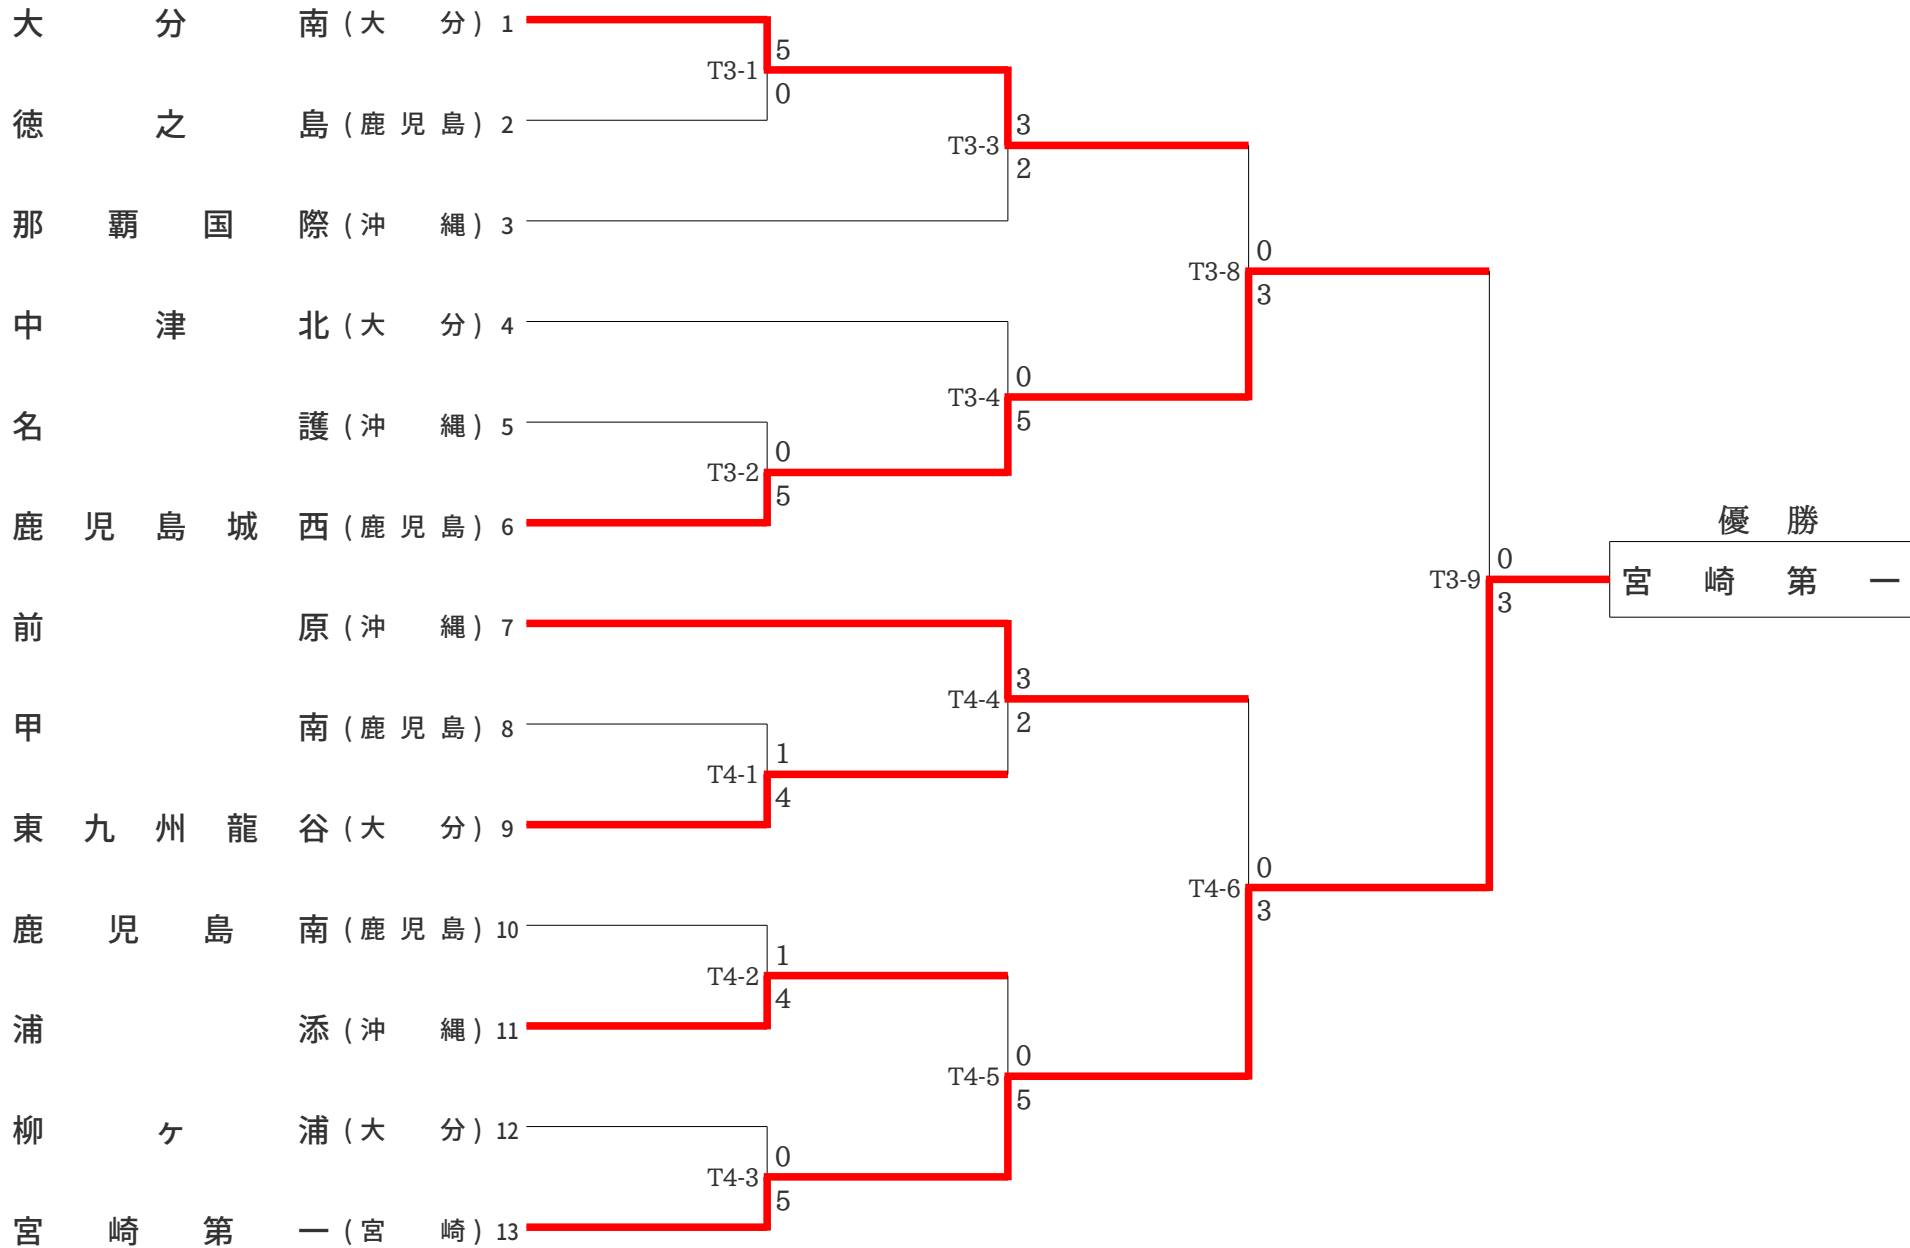 大分南(大分) 1
5
T3-1
0
徳之島(鹿児島) 2
3
T3-3
2
那覇国際(沖縄) 3
0
T3-8
3
中津北(大分) 4
0
T3-4
5
名護(沖縄) 5
0
T3-2
5
鹿児島城西(鹿児島) 6
優勝
0
T3-9
宮崎第一
3
前原(沖縄) 7
3
T4-4
2
甲南(鹿児島) 8
1
T4-1
4
東九州龍谷(大分) 9
0
T4-6
3
鹿児島南(鹿児島) 10
1
T4-2
4
浦添(沖縄) 11
0
T4-5
5
柳ヶ浦(大分) 12
0
T4-3
5
宮崎第一(宮崎) 13